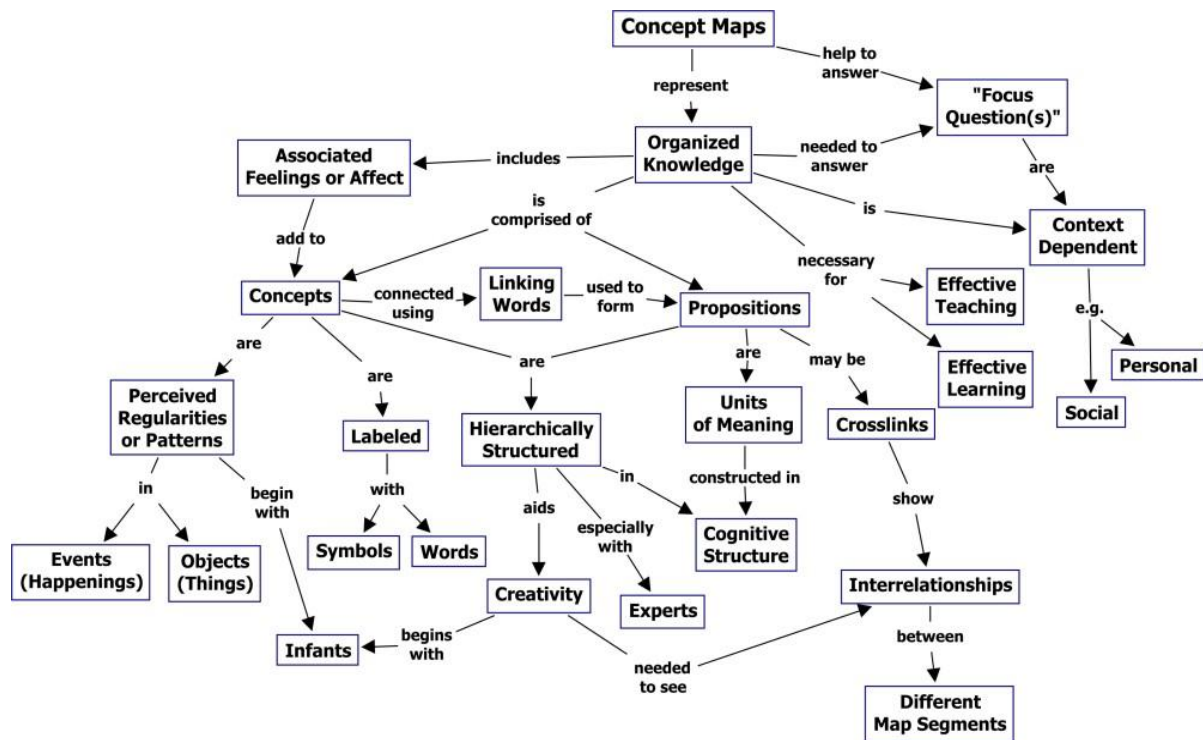 Concept Maps
help to
answer
represent
"Focus
Question(s)"
Organized
Knowledge
needed to
answer
includes
Associated
Feelings or Affect
are
is
comprised of
is
Context
Dependent
add to
necessary
for
Concepts
connected
using
Linking
Words
used to
form
Propositions
Effective
Teaching
e.g.
are
are
are
are
may be
Effective
Learning
Personal
Social
Perceived
Regularities
or Patterns
Labeled
Hierarchically
Structured
Units
of Meaning
Crosslinks
in
begin
with
with
aids
especially
with
in
constructed in
show
Events
(Happenings)
Objects
(Things)
Symbols
Words
Cognitive
Structure
Creativity
Experts
Interrelationships
Infants
begins
with
needed
to see
between
Different
Map Segments